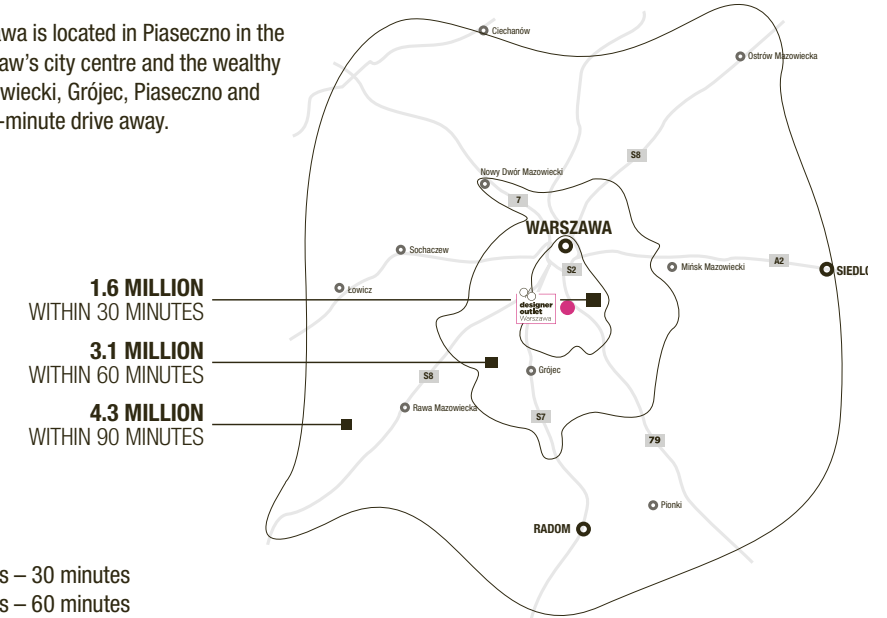 awa is located in Piaseczno in the
aw's city centre and the wealthy
wiecki, Grójec, Piaseczno and
-minute drive away.
Ciechanów
Ostrów Mazowiecka
S8
Nowy Dwór Mazowiecki
7
WARSZAWA
Sochaczew
S2
Mińsk Mazowiecki
A2
SIEDLC
1.6 MILLION
WITHIN 30 MINUTES
Łowicz
designer
outlet
Warszawa
3.1 MILLION
WITHIN 60 MINUTES
S8
Grójec
4.3 MILLION
WITHIN 90 MINUTES
Rawa Mazowiecka
S7
79
Pionki
RADOM
s – 30 minutes
s – 60 minutes